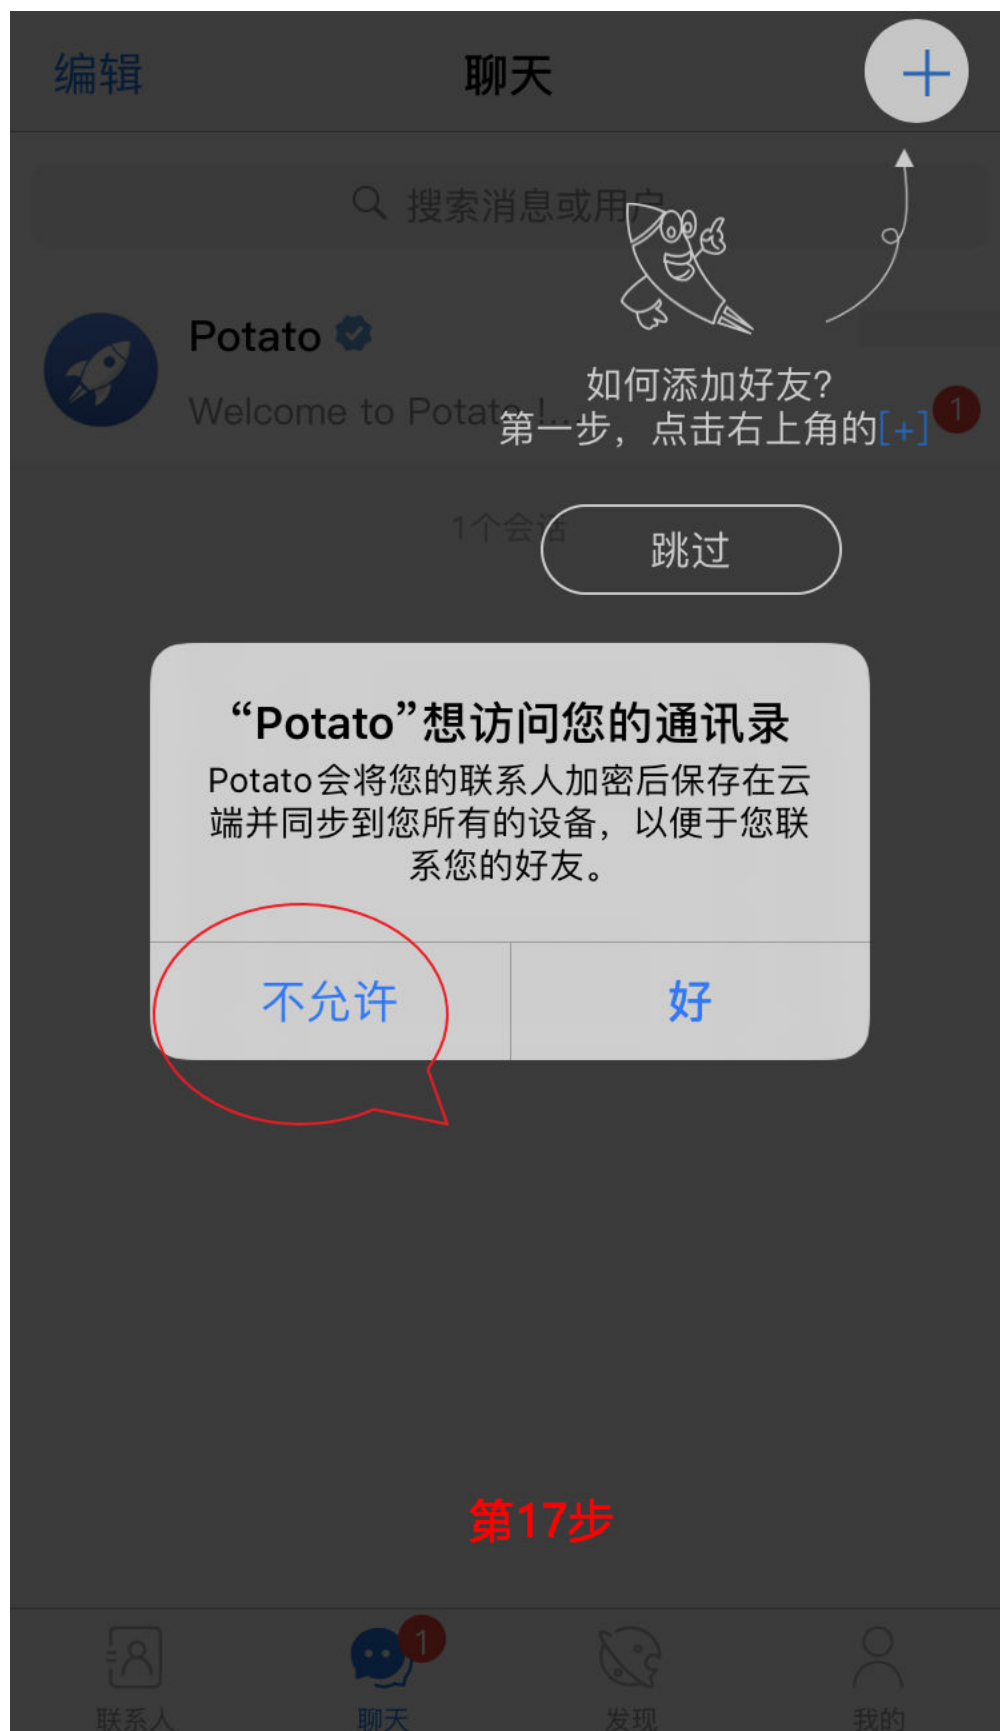 编辑
聊天
搜索消息或用户
Potato
Welcome to Potato !...
1
如何添加好友？
第一步，点击右上角的[+]
1个会话
跳过
“Potato”想访问您的通讯录
Potato会将您的联系人加密后保存在云
端并同步到您所有的设备，以便于您联
系您的好友。
不允许
好
第17步
1
联系人
聊天
发现
我的